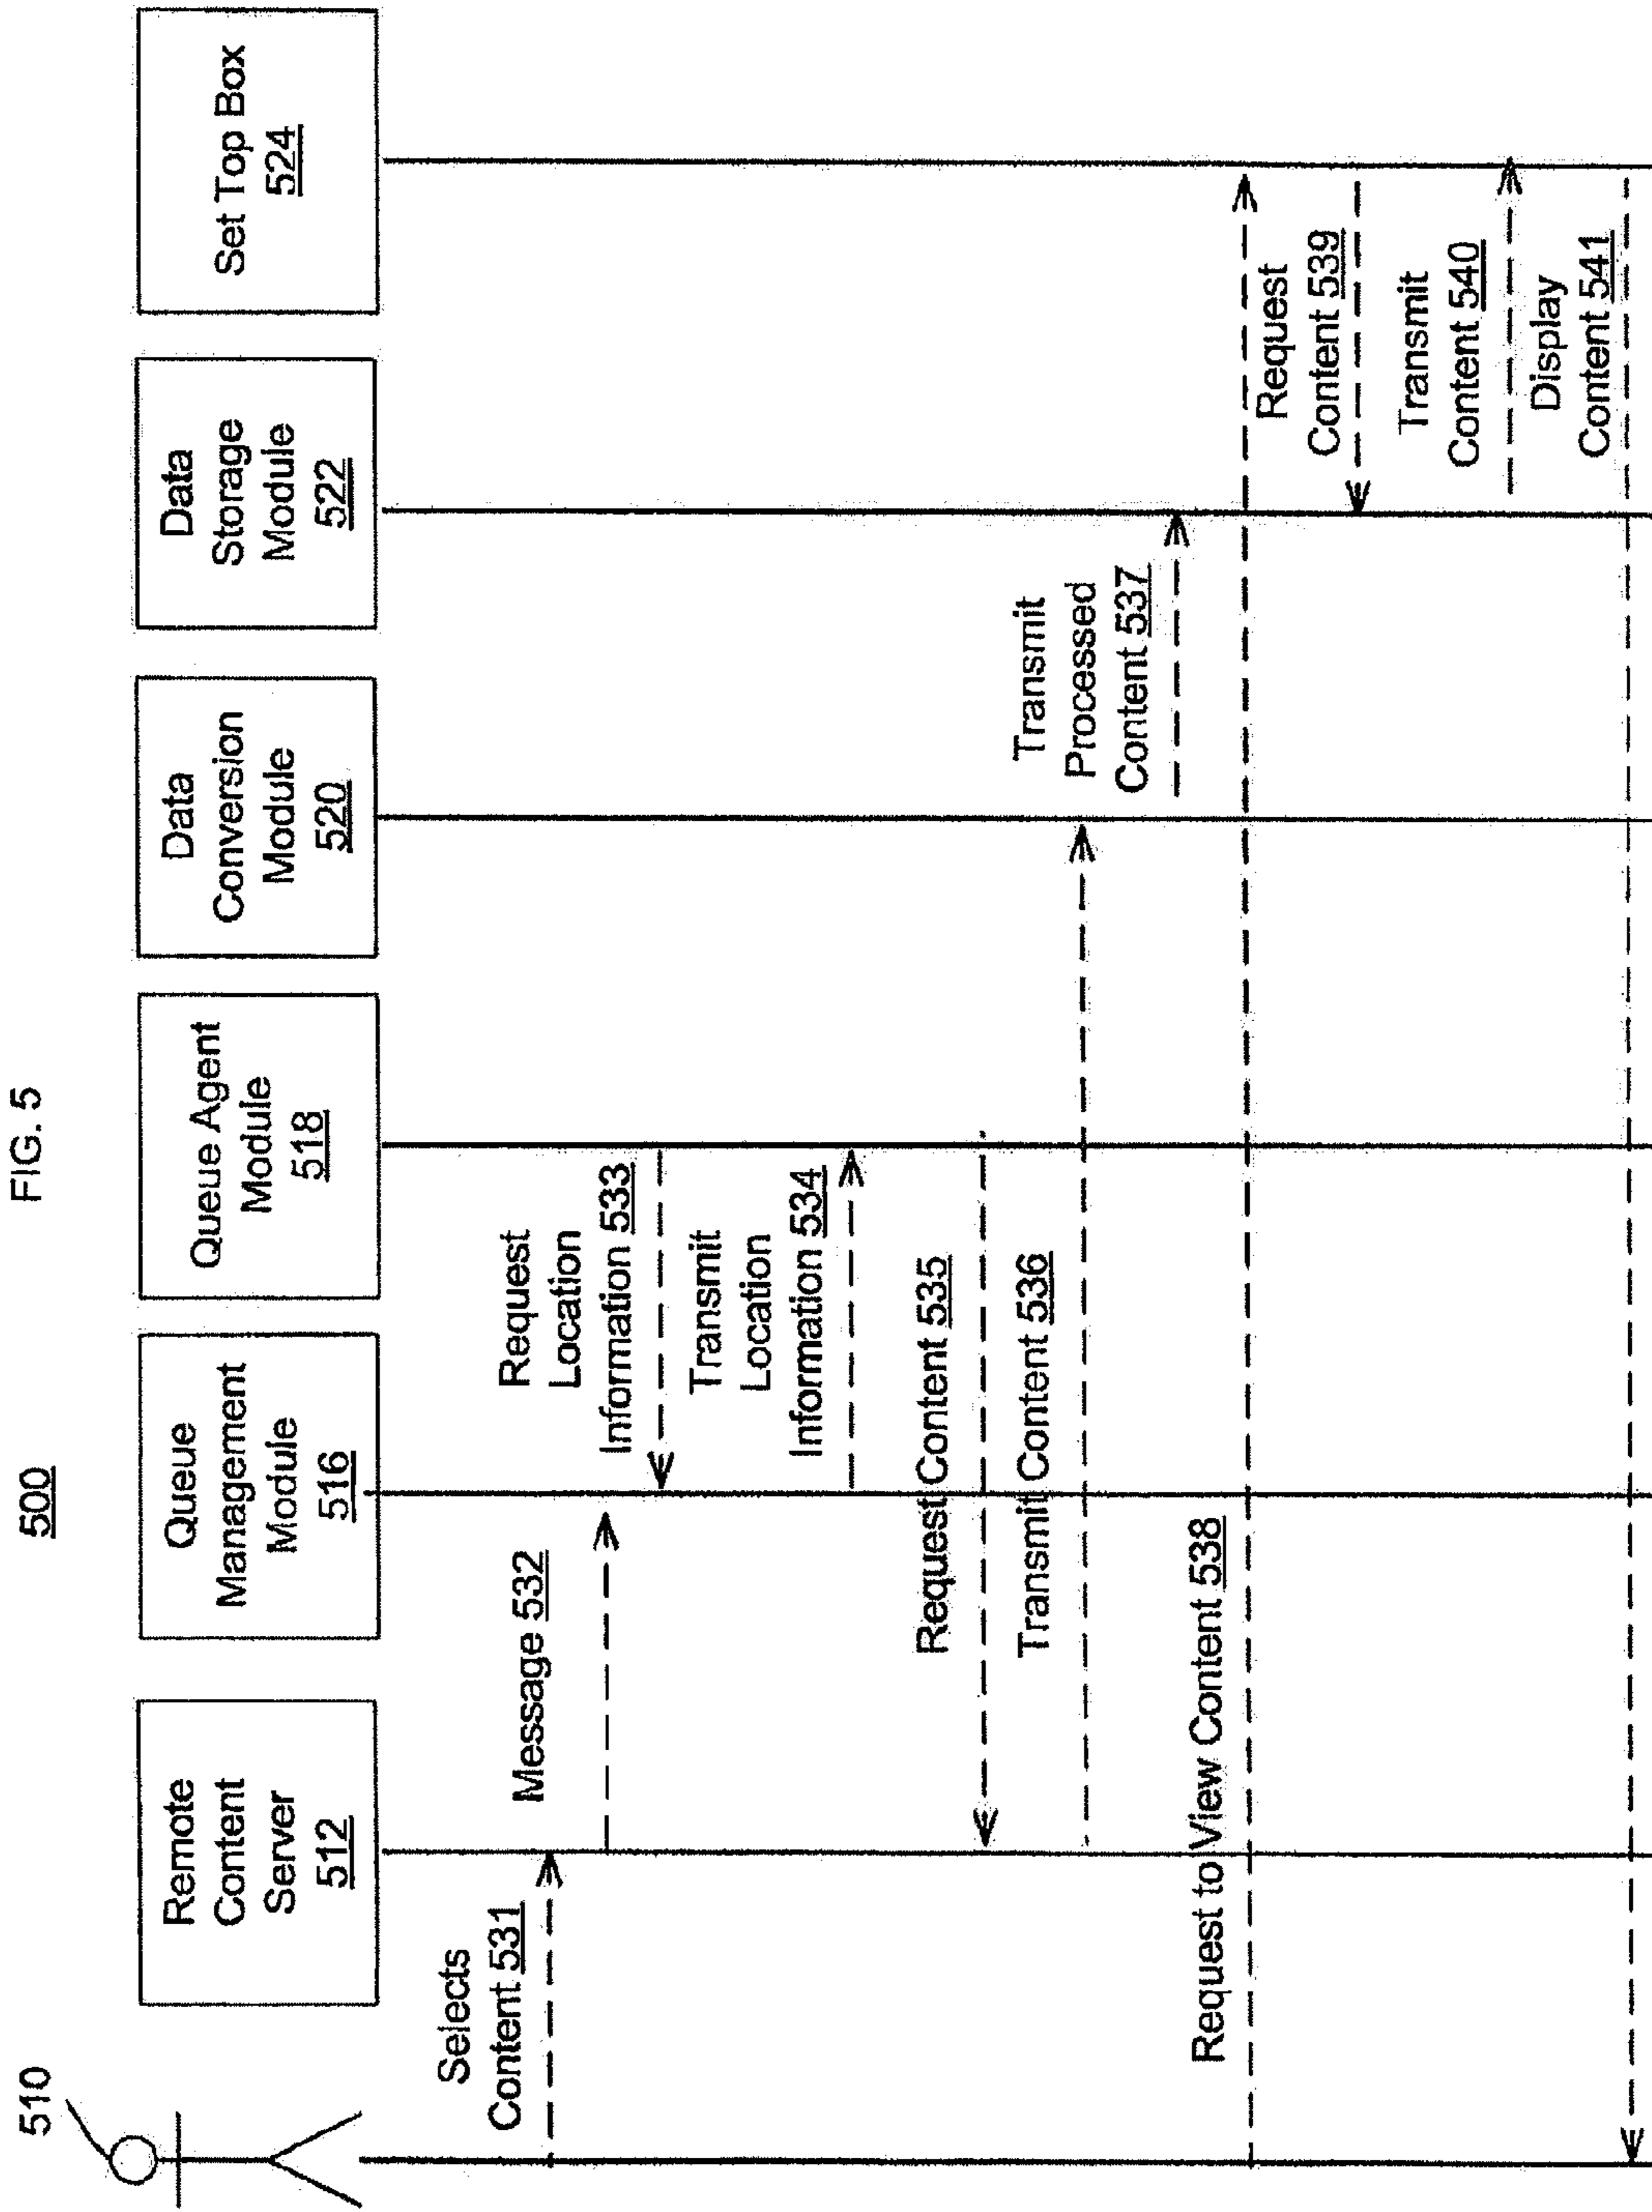 FIG. 5
500
510
Remote
Content
Server
512
Queue
Management
Module
516
Queue Agent
Module
518
Data
Conversion
Module
520
Data
Storage
Module
522
Set Top Box
524
Selects
Content 531
Message 532
Request
Location
Information 533
Transmit
Location
Information 534
Request Content 535
Transmit Content 536
Transmit
Processed
Content 537
Request to View Content 538
Request
Content 539
Transmit
Content 540
Display
Content 541